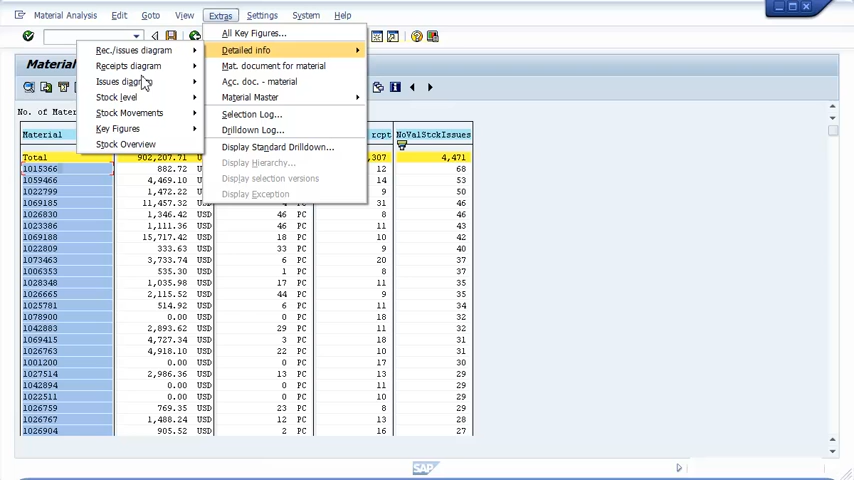 Material Analysis Edit Goto View Extras Settings System Help
All Key Figures...
Detailed info
Mat. document for material
Acc. doc. - material
Material Master
Selection Log...
Drilldown Log...
Display Standard Drilldown...
Display Hierarchy...
Display selection versions
Display Exception
Rec./issues diagram
Receipts diagram
Issues diagram
Stock level
Stock Movements
Key Figures
Stock Overview
Material
No. of Mater
Material rcpt NoValStckIssues
Total 902,207.71 USD ,307 4,471
1015366 882.72 USD 12 68
1059466 4,469.10 USD 14 53
1022799 1,472.22 USD 9 50
1069185 11,457.32 USD 4 PC 31 46
1026830 1,346.42 USD 46 PC 9 46
1023386 1,111.36 USD 46 PC 11 43
1069188 15,717.42 USD 18 PC 10 42
1022809 333.63 USD 33 PC 9 40
1073463 3,733.74 USD 6 PC 20 37
1006353 535.30 USD 1 PC 8 37
1028348 1,035.98 USD 17 PC 9 36
1026665 2,115.52 USD 44 PC 9 35
1025781 514.92 USD 6 PC 11 34
1078900 0.00 USD 0 PC 18 32
1042883 2,893.62 USD 29 PC 11 32
1069415 4,727.34 USD 3 PC 18 31
1026763 4,918.10 USD 22 PC 10 31
1001200 0.00 USD 0 PC 17 30
1027514 2,986.36 USD 13 PC 13 29
1042894 0.00 USD 0 PC 11 29
1022511 0.00 USD 0 PC 10 29
1026759 769.35 USD 23 PC 8 29
1026767 1,488.24 USD 12 PC 13 28
1026904 905.52 USD 2 PC 16 27
SAP